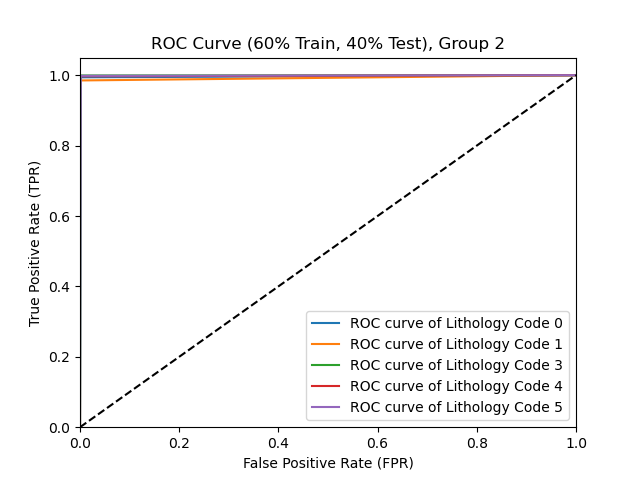 ROC Curve (60% Train, 40% Test), Group 2
True Positive Rate (TPR)
1.0
0.8
0.6
0.4
0.2
0.0
ROC curve of Lithology Code 0
ROC curve of Lithology Code 1
ROC curve of Lithology Code 3
ROC curve of Lithology Code 4
ROC curve of Lithology Code 5
0.0 0.2 0.4 0.6 0.8 1.0
False Positive Rate (FPR)